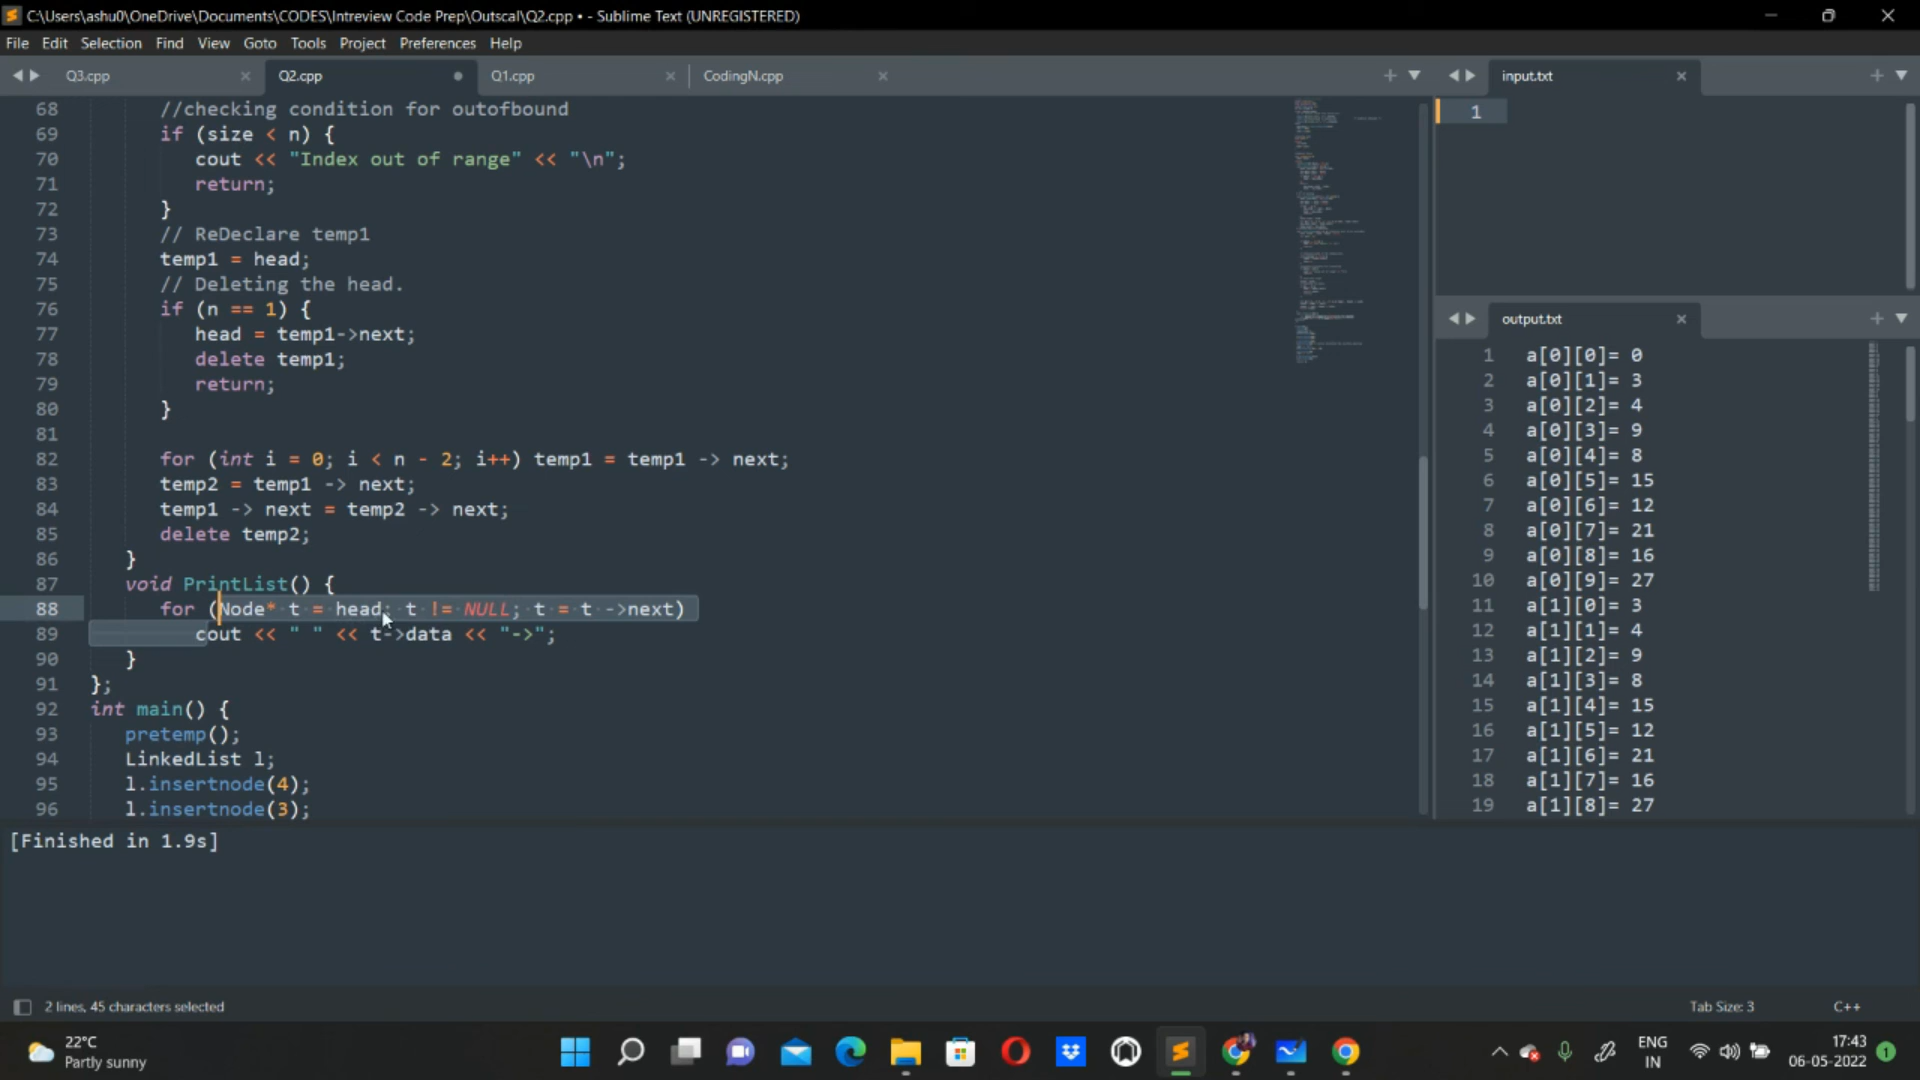 C:\Users\ashu0\OneDrive\Documents\CODES\Intreview Code Prep\Outscal\Q2.cpp • - Sublime Text (UNREGISTERED)
File Edit Selection Find View Goto Tools Project Preferences Help
Q3.cpp Q2.cpp Q1.cpp CodingN.cpp
68 //checking condition for outofbound
69 if (size < n) {
70 cout << "Index out of range" << "\n";
71 return;
72 }
73 // ReDeclare temp1
74 temp1 = head;
75 // Deleting the head.
76 if (n == 1) {
77 head = temp1->next;
78 delete temp1;
79 return;
80 }
81
82 for (int i = 0; i < n - 2; i++) temp1 = temp1 -> next;
83 temp2 = temp1 -> next;
84 temp1 -> next = temp2 -> next;
85 delete temp2;
86 }
87 void PrintList() {
88 for (Node* t = head; t != NULL; t = t ->next)
89 cout << " " << t->data << "->";
90 }
91 };
92 int main() {
93 pretemp();
94 LinkedList l;
95 l.insertnode(4);
96 l.insertnode(3);
input.txt
1
output.txt
1 a[0][0]= 0
2 a[0][1]= 3
3 a[0][2]= 4
4 a[0][3]= 9
5 a[0][4]= 8
6 a[0][5]= 15
7 a[0][6]= 12
8 a[0][7]= 21
9 a[0][8]= 16
10 a[0][9]= 27
11 a[1][0]= 3
12 a[1][1]= 4
13 a[1][2]= 9
14 a[1][3]= 8
15 a[1][4]= 15
16 a[1][5]= 12
17 a[1][6]= 21
18 a[1][7]= 16
19 a[1][8]= 27
[Finished in 1.9s]
2 lines, 45 characters selected
Tab Size: 3 C++
22°C
Partly sunny
ENG
IN
17:43
06-05-2022
1